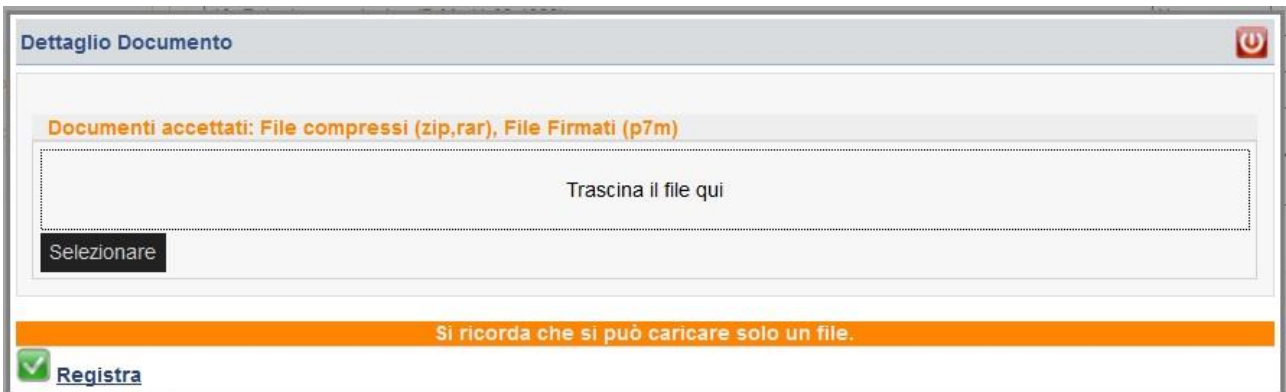 Dettaglio Documento
Documenti accettati: File compressi (zip,rar), File Firmati (p7m)
Trascina il file qui
Selezionare
Si ricorda che si può caricare solo un file.
Registra